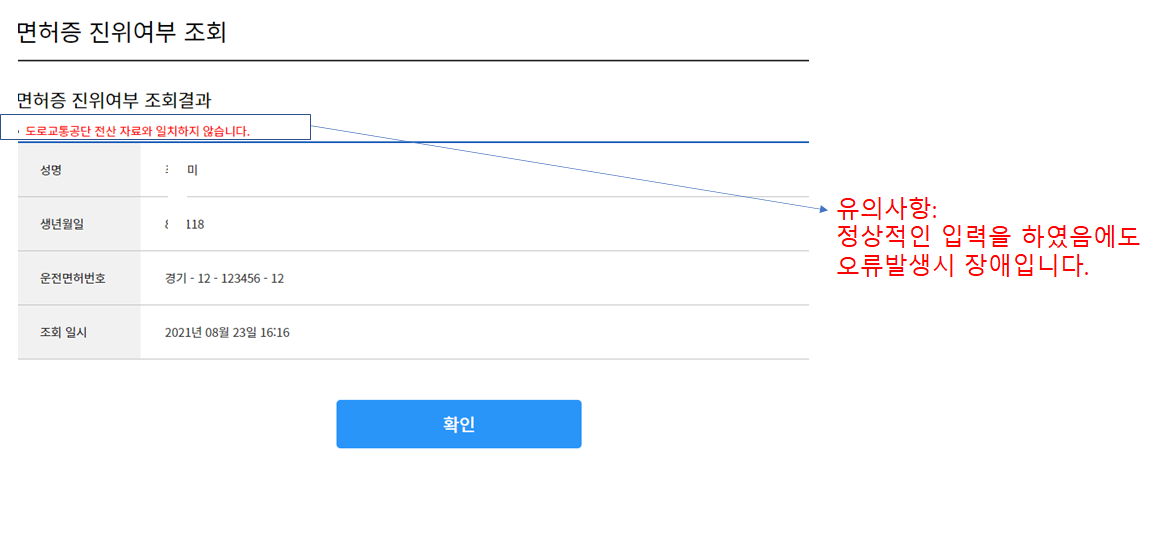 면허증 진위여부 조회
면허증 진위여부 조회결과
도로교통공단 전산 자료와 일치하지 않습니다.
성명 미
생년월일 118
운전면허번호 경기 - 12 - 123456 - 12
조회 일시 2021년 08월 23일 16:16
확인
유의사항:
정상적인 입력을 하였음에도
오류발생시 장애입니다.